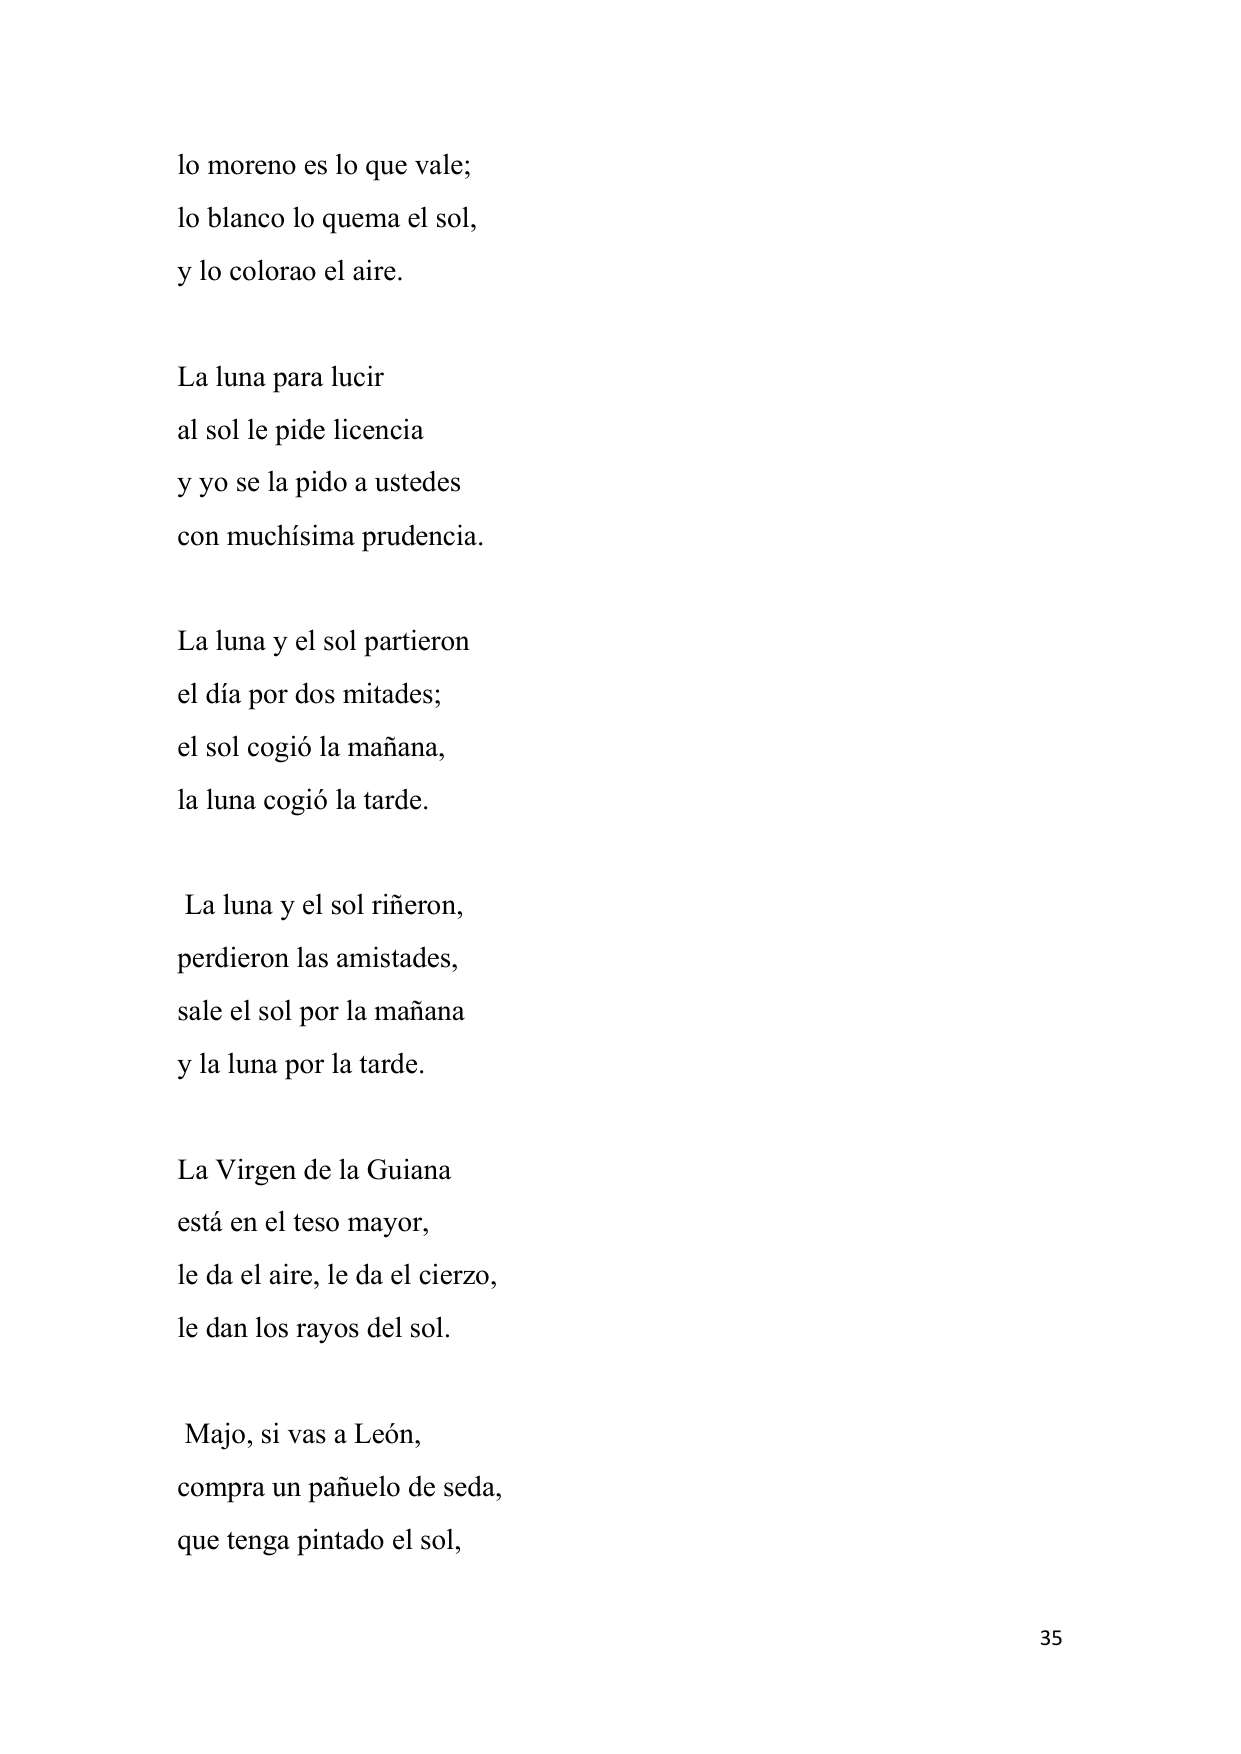 lo moreno es lo que vale;
lo blanco lo quema el sol,
y lo colorao el aire.

La luna para lucir
al sol le pide licencia
y yo se la pido a ustedes
con muchísima prudencia.

La luna y el sol partieron
el día por dos mitades;
el sol cogió la mañana,
la luna cogió la tarde.

La luna y el sol riñeron,
perdieron las amistades,
sale el sol por la mañana
y la luna por la tarde.

La Virgen de la Guiana
está en el teso mayor,
le da el aire, le da el cierzo,
le dan los rayos del sol.

Majo, si vas a León,
compra un pañuelo de seda,
que tenga pintado el sol,

35